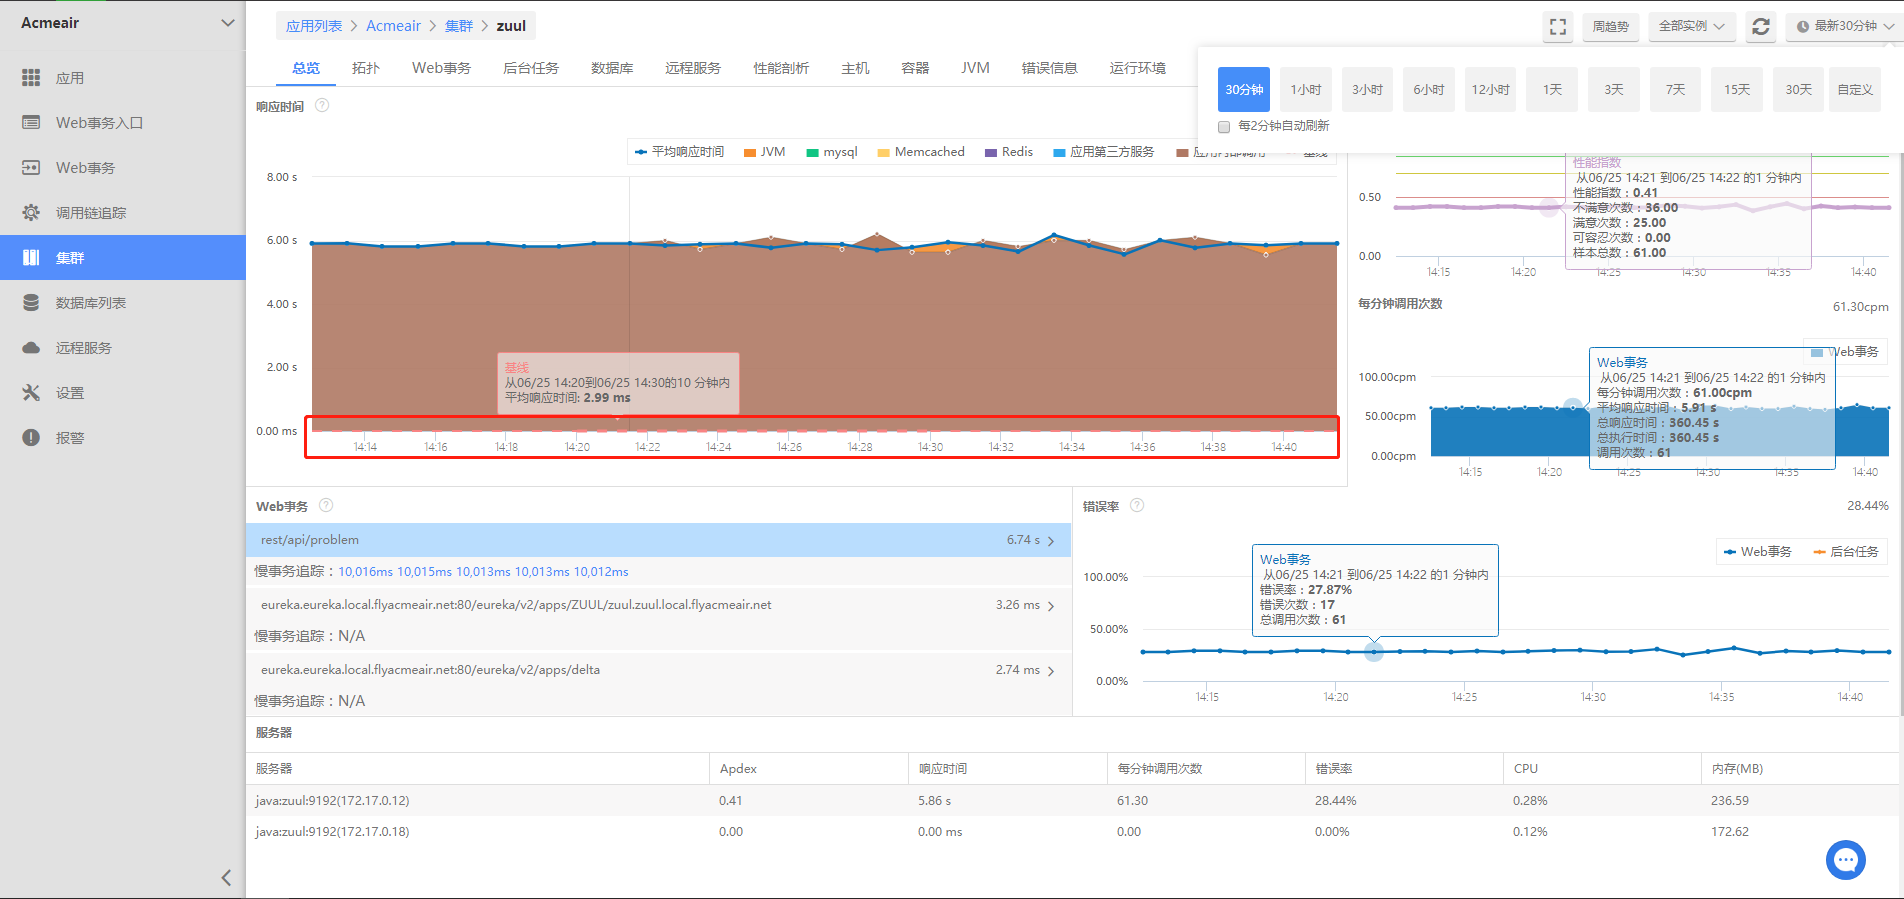 Acmeair
应用
Web事务入口
Web事务
调用链追踪
集群
数据库列表
远程服务
设置
报警
应用列表 > Acmeair > 集群 > zuul
周趋势
全部实例
最新30分钟
总览 拓扑 Web事务 后台任务 数据库 远程服务 性能剖析 主机 容器 JVM 错误信息 运行环境
30分钟 1小时 3小时 6小时 12小时 1天 3天 7天 15天 30天 自定义
每2分钟自动刷新
响应时间
平均响应时间 JVM mysql Memcached Redis 应用第三方服务 应用内部调用 基线
8.00 s
6.00 s
4.00 s
2.00 s
0.00 ms
基线
从06/25 14:20到06/25 14:30的10 分钟内
平均响应时间: 2.99 ms
14:14 14:16 14:18 14:20 14:22 14:24 14:26 14:28 14:30 14:32 14:34 14:36 14:38 14:40
0.50
0.00
性能指数
从06/25 14:21 到06/25 14:22 的1 分钟内
性能指数：0.41
不满意次数：36.00
满意次数：25.00
可容忍次数：0.00
样本总数：61.00
14:15 14:20 14:25 14:30 14:35 14:40
每分钟调用次数
61.30cpm
Web事务
100.00cpm
50.00cpm
0.00cpm
Web事务
从06/25 14:21 到06/25 14:22 的1 分钟内
每分钟调用次数：61.00cpm
平均响应时间：5.91 s
总响应时间：360.45 s
总执行时间：360.45 s
调用次数：61
14:15 14:20 14:25 14:30 14:35 14:40
Web事务
rest/api/problem 6.74 s
慢事务追踪：10,016ms 10,015ms 10,013ms 10,013ms 10,012ms
eureka.eureka.local.flyacmeair.net:80/eureka/v2/apps/ZUUL/zuul.zuul.local.flyacmeair.net 3.26 ms
慢事务追踪：N/A
eureka.eureka.local.flyacmeair.net:80/eureka/v2/apps/delta 2.74 ms
慢事务追踪：N/A
错误率
28.44%
Web事务 后台任务
100.00%
50.00%
0.00%
Web事务
从06/25 14:21 到06/25 14:22 的1 分钟内
错误率：27.87%
错误次数：17
总调用次数：61
14:15 14:20 14:25 14:30 14:35 14:40
服务器
服务器 Apdex 响应时间 每分钟调用次数 错误率 CPU 内存(MB)
java:zuul:9192(172.17.0.12) 0.41 5.86 s 61.30 28.44% 0.28% 236.59
java:zuul:9192(172.17.0.18) 0.00 0.00 ms 0.00 0.00% 0.12% 172.62